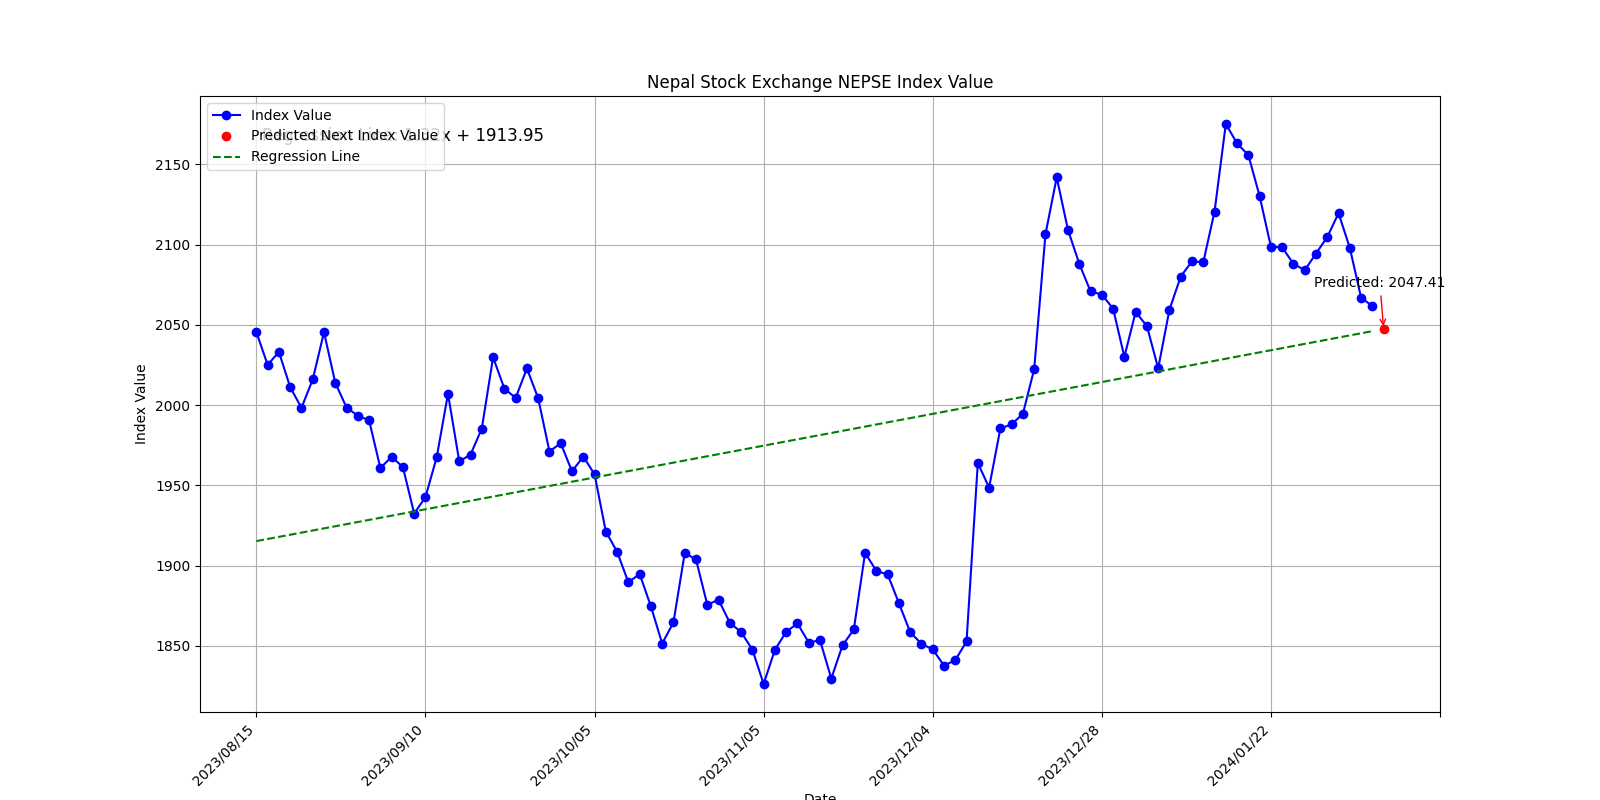 Nepal Stock Exchange NEPSE Index Value
Index Value
Predicted Next Index Value
x + 1913.95
Regression Line
2150
2100
2050
2000
1950
1900
1850
Index Value
Predicted: 2047.41
2023/08/15
2023/09/10
2023/10/05
2023/11/05
2023/12/04
2023/12/28
2024/01/22
Date